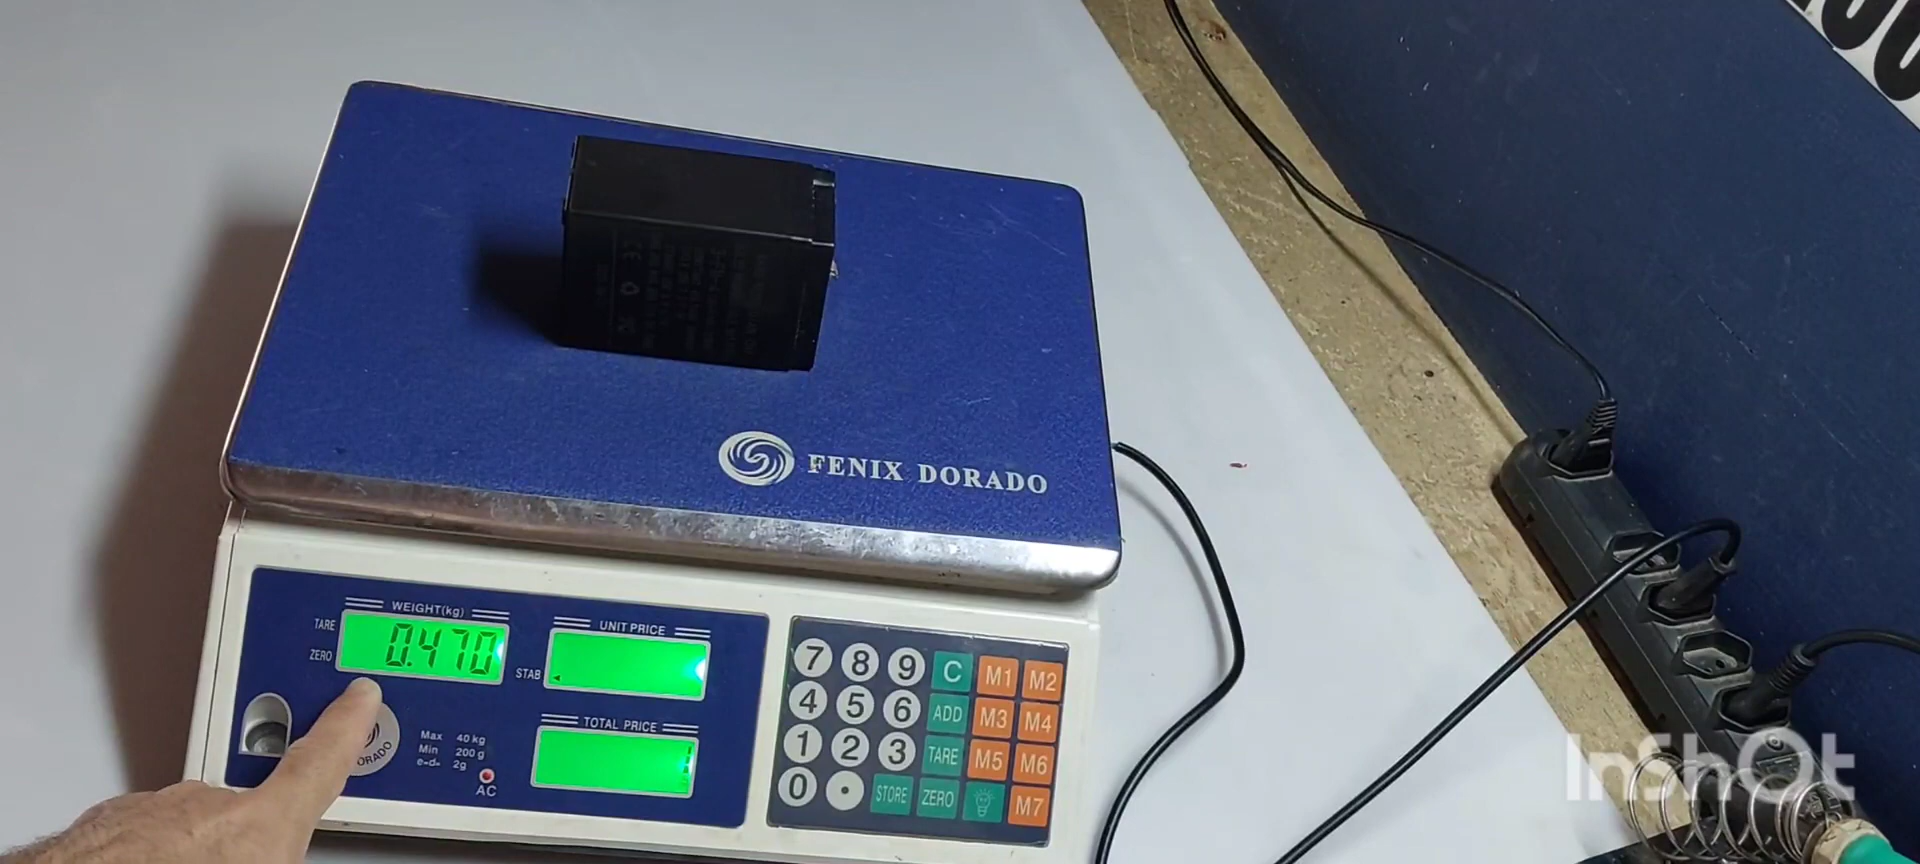 FENIX DORADO
WEIGHT(kg)
TARE
0.470
ZERO
UNIT PRICE
STAB
TOTAL PRICE
ORADO
Max 40 kg
Min 200 g
e=d= 2g
AC
7 8 9 C M1 M2
4 5 6 ADD M3 M4
1 2 3 TARE M5 M6
0 . STORE ZERO M7
CE
InShOt